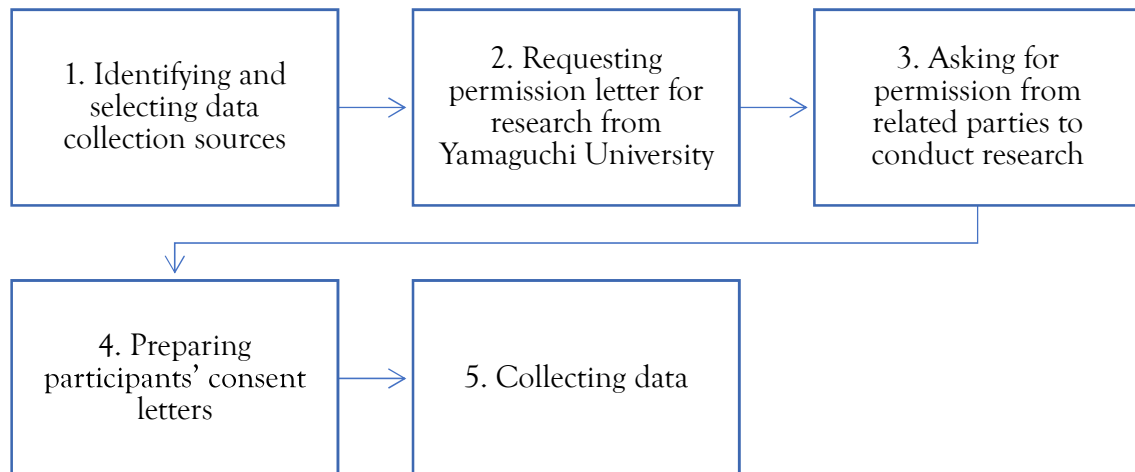 1. Identifying and
selecting data
collection sources
2. Requesting
permission letter for
research from
Yamaguchi University
3. Asking for
permission from
related parties to
conduct research
4. Preparing
participants’ consent
letters
5. Collecting data